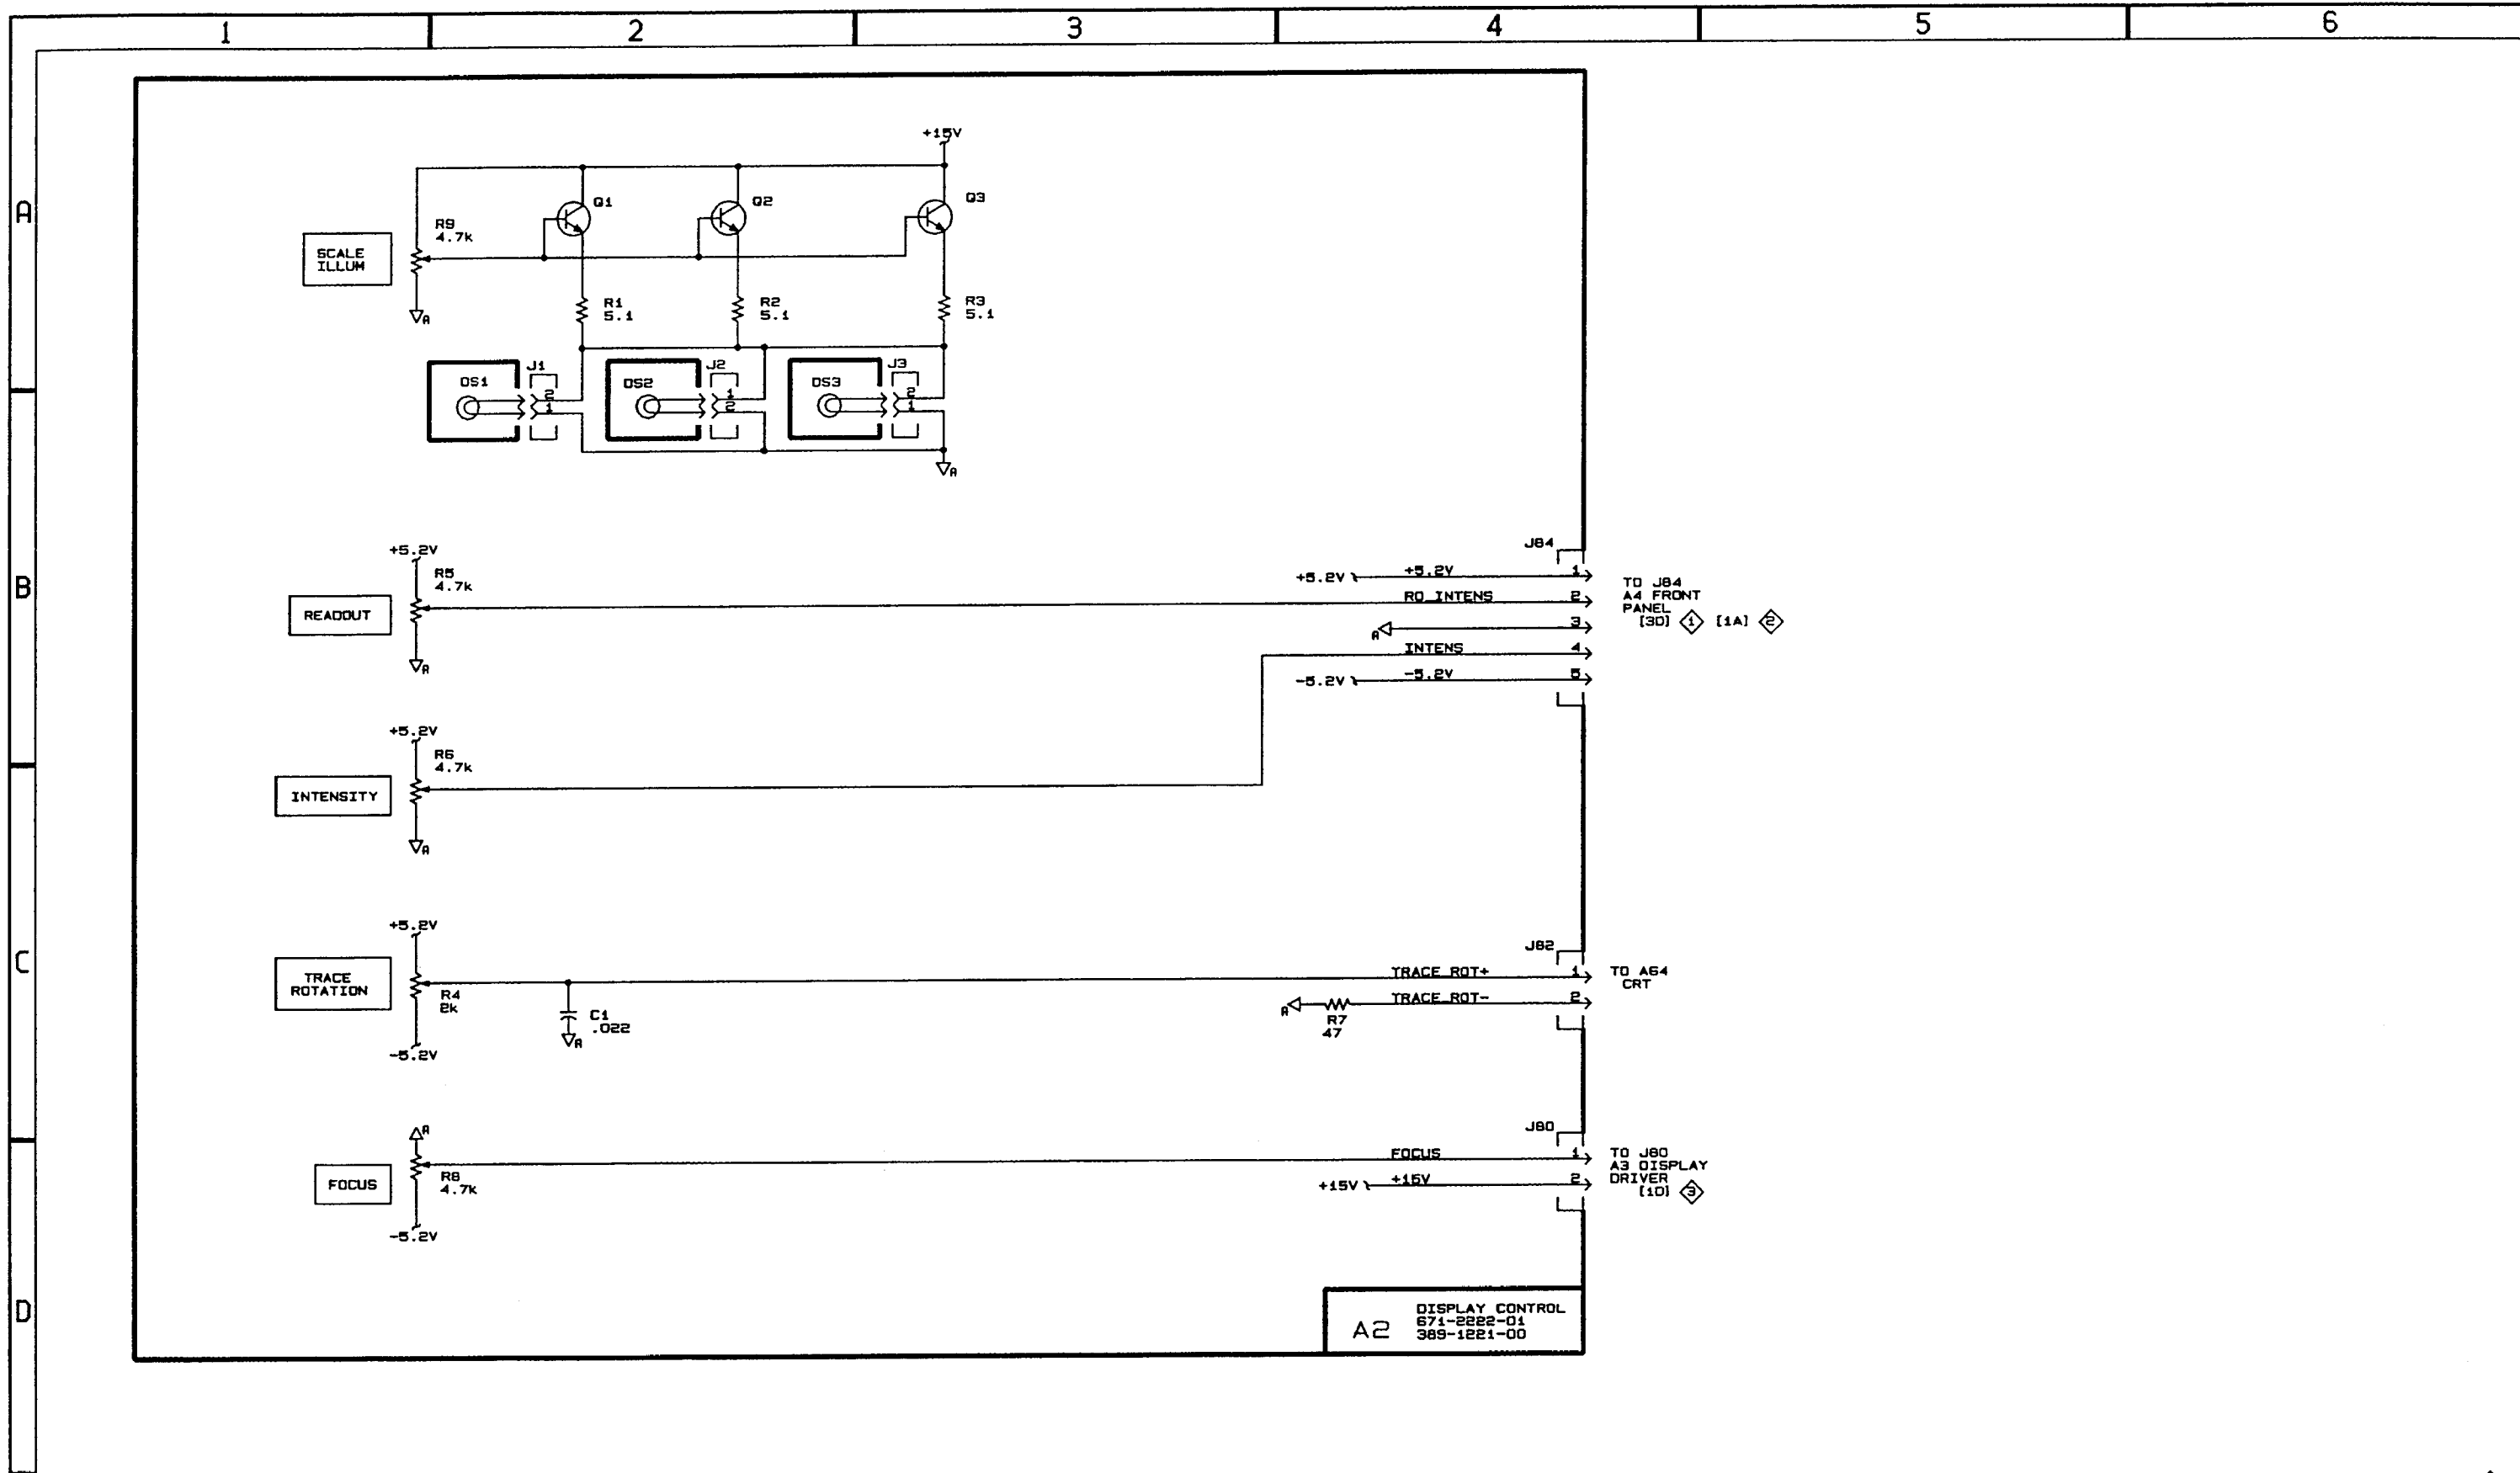 1 2 3 4 5 6
A
B
C
D
+15V
Q1
Q2
Q3
R9
4.7k
SCALE
ILLUM
A
R1
5.1
R2
5.1
R3
5.1
DS1
J1
2
1
DS2
J2
1
2
DS3
J3
2
1
A
+5.2V
R5
4.7k
READOUT
A
J84
+5.2V +5.2V 1
RO_INTENS 2
A 3
INTENS 4
-5.2V -5.2V 5
TO J84
A4 FRONT
PANEL
[3D] 1 [1A] 2
+5.2V
R6
4.7k
INTENSITY
A
+5.2V
TRACE
ROTATION
R4
2k
-5.2V
C1
.022
A
J82
TRACE_ROT+ 1
A TRACE_ROT- 2
R7
47
TO A64
CRT
A
FOCUS
R8
4.7k
-5.2V
J80
FOCUS 1
+15V +15V 2
TO J80
A3 DISPLAY
DRIVER
[1D] 3
A2
DISPLAY CONTROL
671-2222-01
389-1221-00